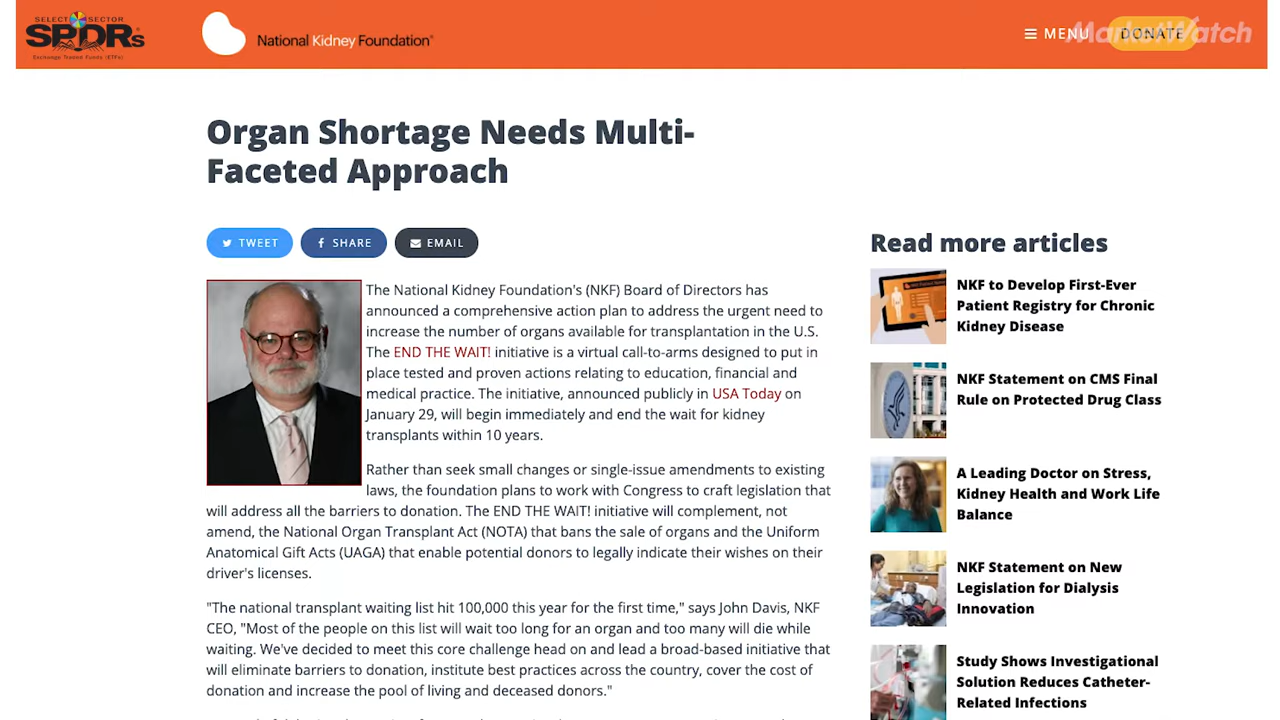 SELECT SECTOR
SPDRs
Exchange Traded Funds (ETFs)
National Kidney Foundation®
MENU
DONATE
MarketWatch
Organ Shortage Needs Multi-
Faceted Approach
TWEET
SHARE
EMAIL
The National Kidney Foundation's (NKF) Board of Directors has
announced a comprehensive action plan to address the urgent need to
increase the number of organs available for transplantation in the U.S.
The END THE WAIT! initiative is a virtual call-to-arms designed to put in
place tested and proven actions relating to education, financial and
medical practice. The initiative, announced publicly in USA Today on
January 29, will begin immediately and end the wait for kidney
transplants within 10 years.
Rather than seek small changes or single-issue amendments to existing
laws, the foundation plans to work with Congress to craft legislation that
will address all the barriers to donation. The END THE WAIT! initiative will complement, not
amend, the National Organ Transplant Act (NOTA) that bans the sale of organs and the Uniform
Anatomical Gift Acts (UAGA) that enable potential donors to legally indicate their wishes on their
driver's licenses.
"The national transplant waiting list hit 100,000 this year for the first time," says John Davis, NKF
CEO, "Most of the people on this list will wait too long for an organ and too many will die while
waiting. We've decided to meet this core challenge head on and lead a broad-based initiative that
will eliminate barriers to donation, institute best practices across the country, cover the cost of
donation and increase the pool of living and deceased donors."
Read more articles
NKF to Develop First-Ever
Patient Registry for Chronic
Kidney Disease
NKF Statement on CMS Final
Rule on Protected Drug Class
A Leading Doctor on Stress,
Kidney Health and Work Life
Balance
NKF Statement on New
Legislation for Dialysis
Innovation
Study Shows Investigational
Solution Reduces Catheter-
Related Infections